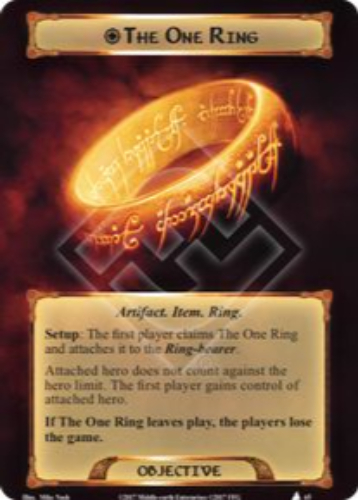 THE ONE RING
Artifact. Item. Ring.
Setup: The first player claims The One Ring
and attaches it to the Ring-bearer.
Attached hero does not count against the
hero limit. The first player gains control of
attached hero.
If The One Ring leaves play, the players lose
the game.
OBJECTIVE